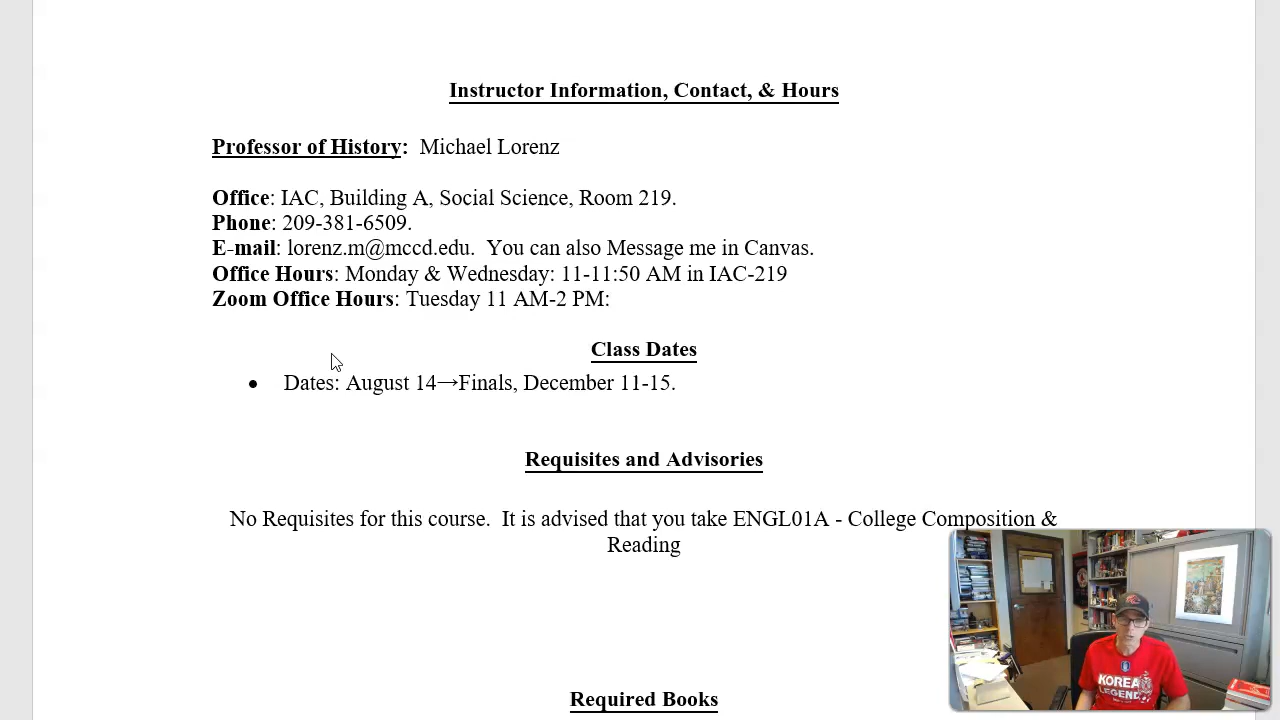 Instructor Information, Contact, & Hours
Professor of History:  Michael Lorenz
Office: IAC, Building A, Social Science, Room 219.
Phone: 209-381-6509.
E-mail: lorenz.m@mccd.edu.  You can also Message me in Canvas.
Office Hours: Monday & Wednesday: 11-11:50 AM in IAC-219
Zoom Office Hours: Tuesday 11 AM-2 PM:
Class Dates
● Dates: August 14→Finals, December 11-15.
Requisites and Advisories
No Requisites for this course.  It is advised that you take ENGL01A - College Composition &
Reading
KOREA
LEGEND
Required Books